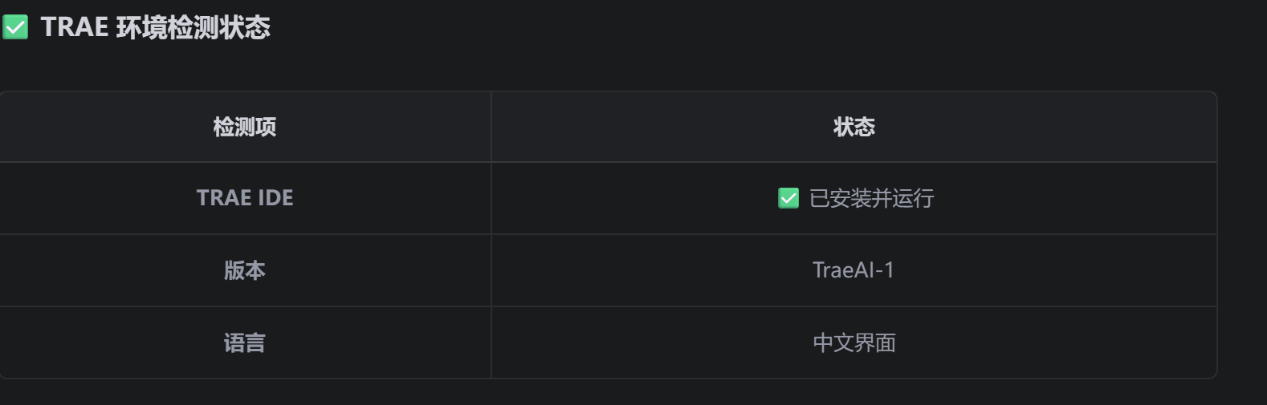 ✅ TRAE 环境检测状态
检测项 状态
TRAE IDE ✅ 已安装并运行
版本 TraeAI-1
语言 中文界面